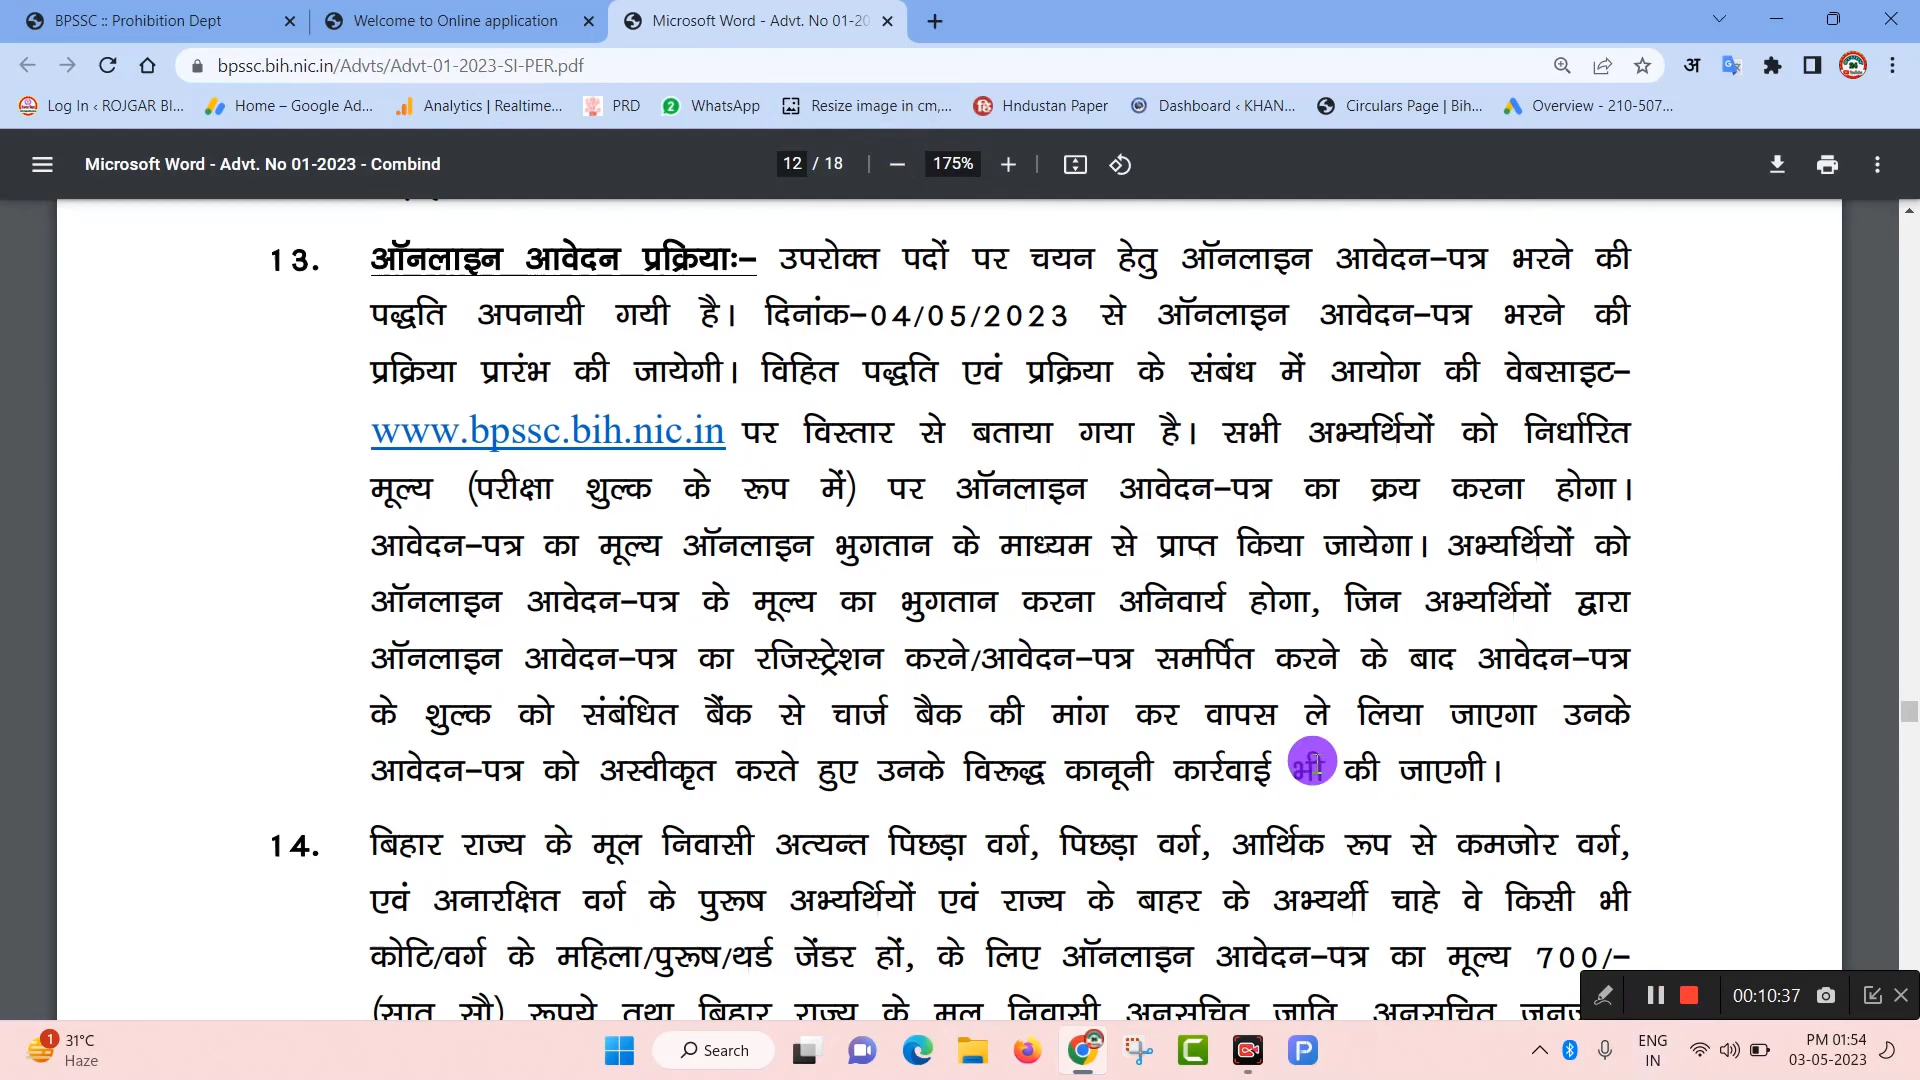 BPSSC :: Prohibition Dept
Welcome to Online application
Microsoft Word - Advt. No 01-20
bpssc.bih.nic.in/Advts/Advt-01-2023-SI-PER.pdf
अ
Log In ‹ ROJGAR BI...
Home – Google Ad...
Analytics | Realtime...
PRD
WhatsApp
Resize image in cm,...
Hndustan Paper
Dashboard ‹ KHAN...
Circulars Page | Bih...
Overview - 210-507...
Microsoft Word - Advt. No 01-2023 - Combind
12 / 18
175%
13. ऑनलाइन आवेदन प्रक्रियाः– उपरोक्त पदों पर चयन हेतु ऑनलाइन आवेदन–पत्र भरने की
पद्धति अपनायी गयी है। दिनांक–04/05/2023 से ऑनलाइन आवेदन–पत्र भरने की
प्रक्रिया प्रारंभ की जायेगी। विहित पद्धति एवं प्रक्रिया के संबंध में आयोग की वेबसाइट–
www.bpssc.bih.nic.in पर विस्तार से बताया गया है। सभी अभ्यर्थियों को निर्धारित
मूल्य (परीक्षा शुल्क के रूप में) पर ऑनलाइन आवेदन–पत्र का क्रय करना होगा।
आवेदन–पत्र का मूल्य ऑनलाइन भुगतान के माध्यम से प्राप्त किया जायेगा। अभ्यर्थियों को
ऑनलाइन आवेदन–पत्र के मूल्य का भुगतान करना अनिवार्य होगा, जिन अभ्यर्थियों द्वारा
ऑनलाइन आवेदन–पत्र का रजिस्ट्रेशन करने/आवेदन–पत्र समर्पित करने के बाद आवेदन–पत्र
के शुल्क को संबंधित बैंक से चार्ज बैक की मांग कर वापस ले लिया जाएगा उनके
आवेदन–पत्र को अस्वीकृत करते हुए उनके विरूद्ध कानूनी कार्रवाई भी की जाएगी।
14. बिहार राज्य के मूल निवासी अत्यन्त पिछड़ा वर्ग, पिछड़ा वर्ग, आर्थिक रूप से कमजोर वर्ग,
एवं अनारक्षित वर्ग के पुरूष अभ्यर्थियों एवं राज्य के बाहर के अभ्यर्थी चाहे वे किसी भी
कोटि/वर्ग के महिला/पुरूष/थर्ड जेंडर हों, के लिए ऑनलाइन आवेदन–पत्र का मूल्य 700/–
(सात सौ) रूपये तथा बिहार राज्य के मूल निवासी अनुसूचित जाति, अनुसूचित
00:10:37
1
31°C
Haze
Search
ENG
IN
PM 01:54
03-05-2023